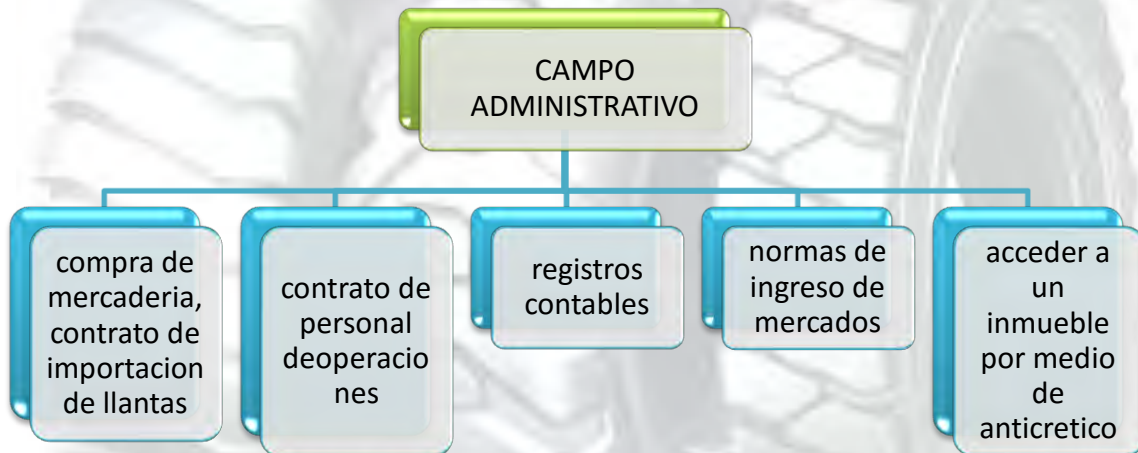 CAMPO
ADMINISTRATIVO
compra de
mercaderia,
contrato de
importacion
de llantas
contrato de
personal
deoperacio
nes
registros
contables
normas de
ingreso de
mercados
acceder a
un
inmueble
por medio
de
anticretico